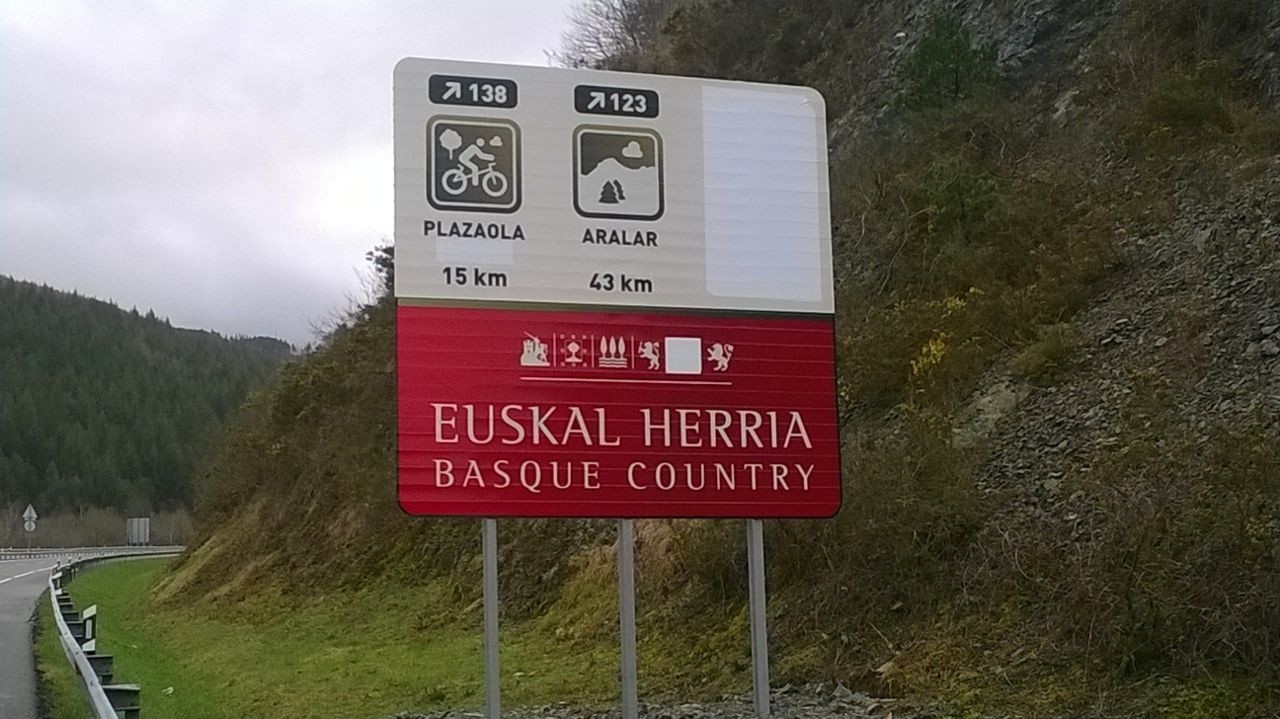 138 123
PLAZAOLA ARALAR
15 km 43 km
EUSKAL HERRIA
BASQUE COUNTRY